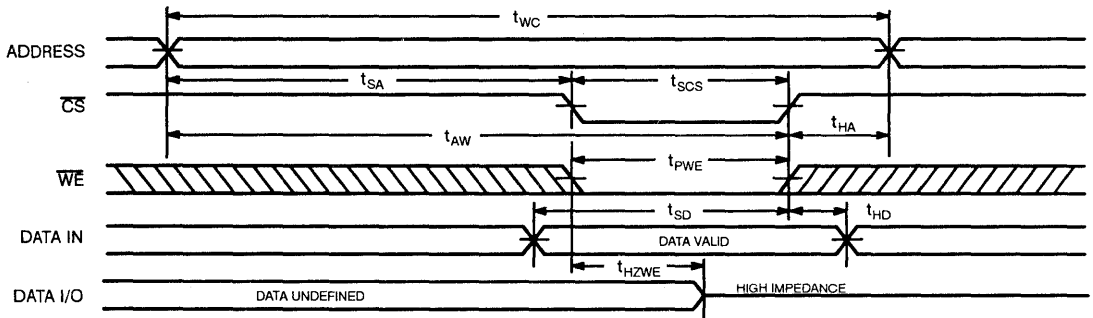 tWC
ADDRESS
tSA
tSCS
CS
tAW
tHA
WE
tPWE
tSD
tHD
DATA IN
DATA VALID
tHZWE
DATA I/O
DATA UNDEFINED
HIGH IMPEDANCE